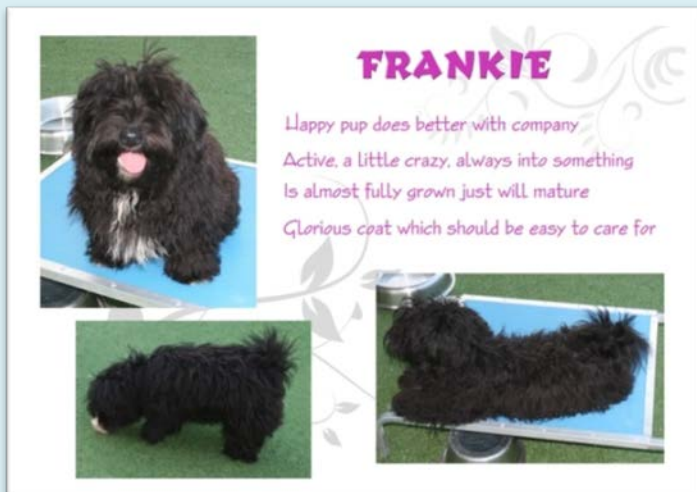 FRANKIE
Happy pup does better with company
Active, a little crazy, always into something
Is almost fully grown just will mature
Glorious coat which should be easy to care for